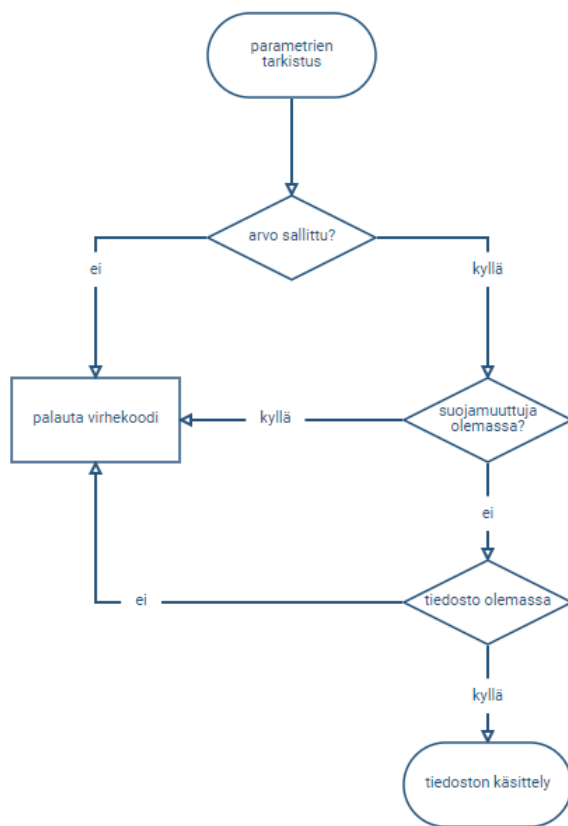 parametrien
tarkistus
arvo sallittu?
ei
kyllä
palauta virhekoodi
kyllä
suojamuuttuja
olemassa?
ei
ei
tiedosto olemassa
kyllä
tiedoston käsittely